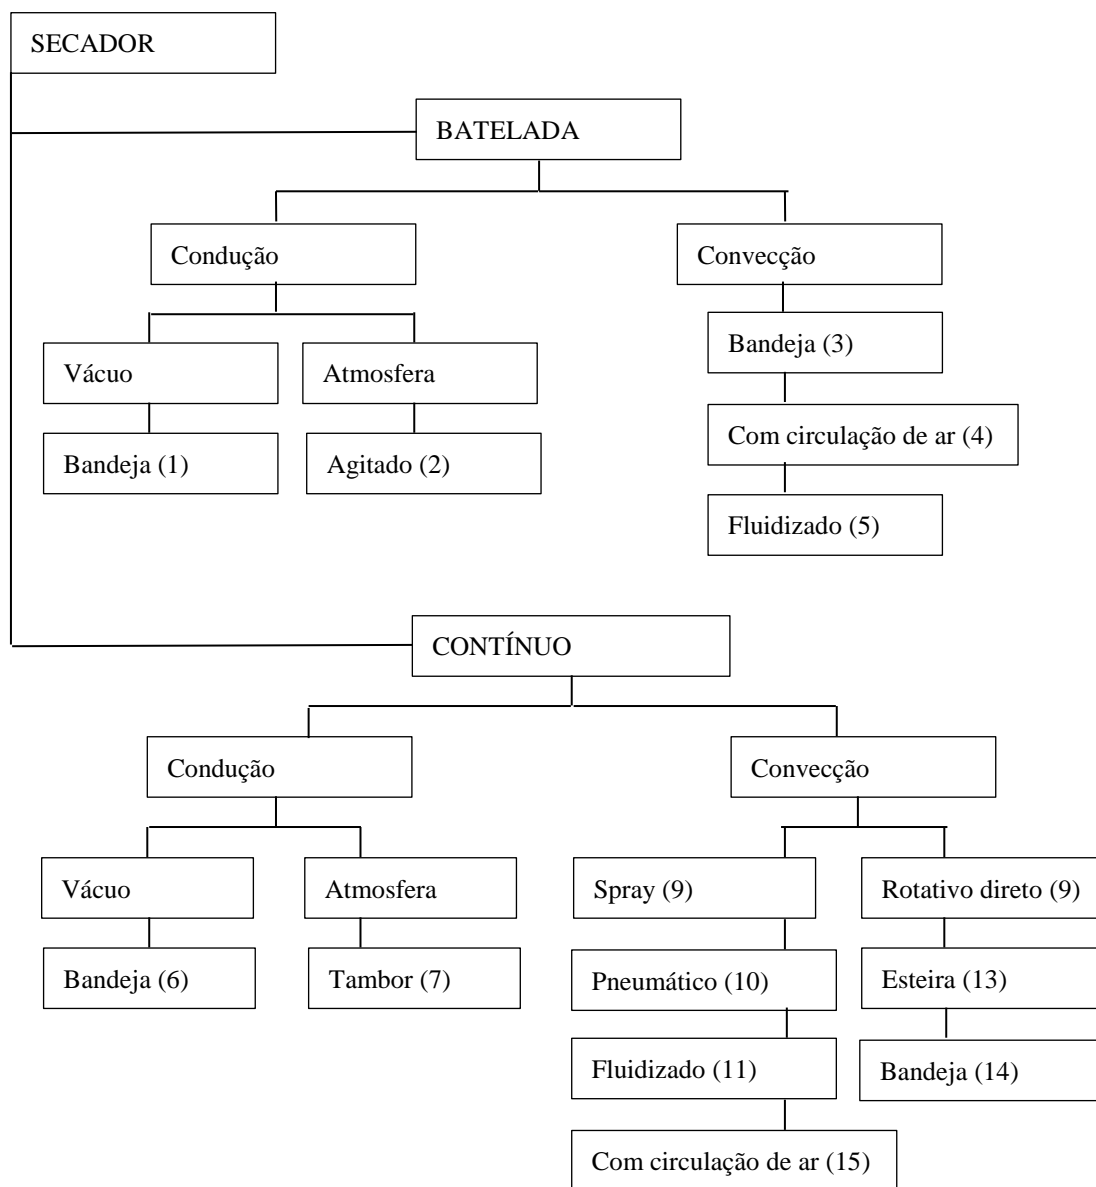 SECADOR
BATELADA
Condução
Convecção
Vácuo
Atmosfera
Bandeja (3)
Bandeja (1)
Agitado (2)
Com circulação de ar (4)
Fluidizado (5)
CONTÍNUO
Condução
Convecção
Vácuo
Atmosfera
Spray (9)
Rotativo direto (9)
Bandeja (6)
Tambor (7)
Pneumático (10)
Esteira (13)
Fluidizado (11)
Bandeja (14)
Com circulação de ar (15)